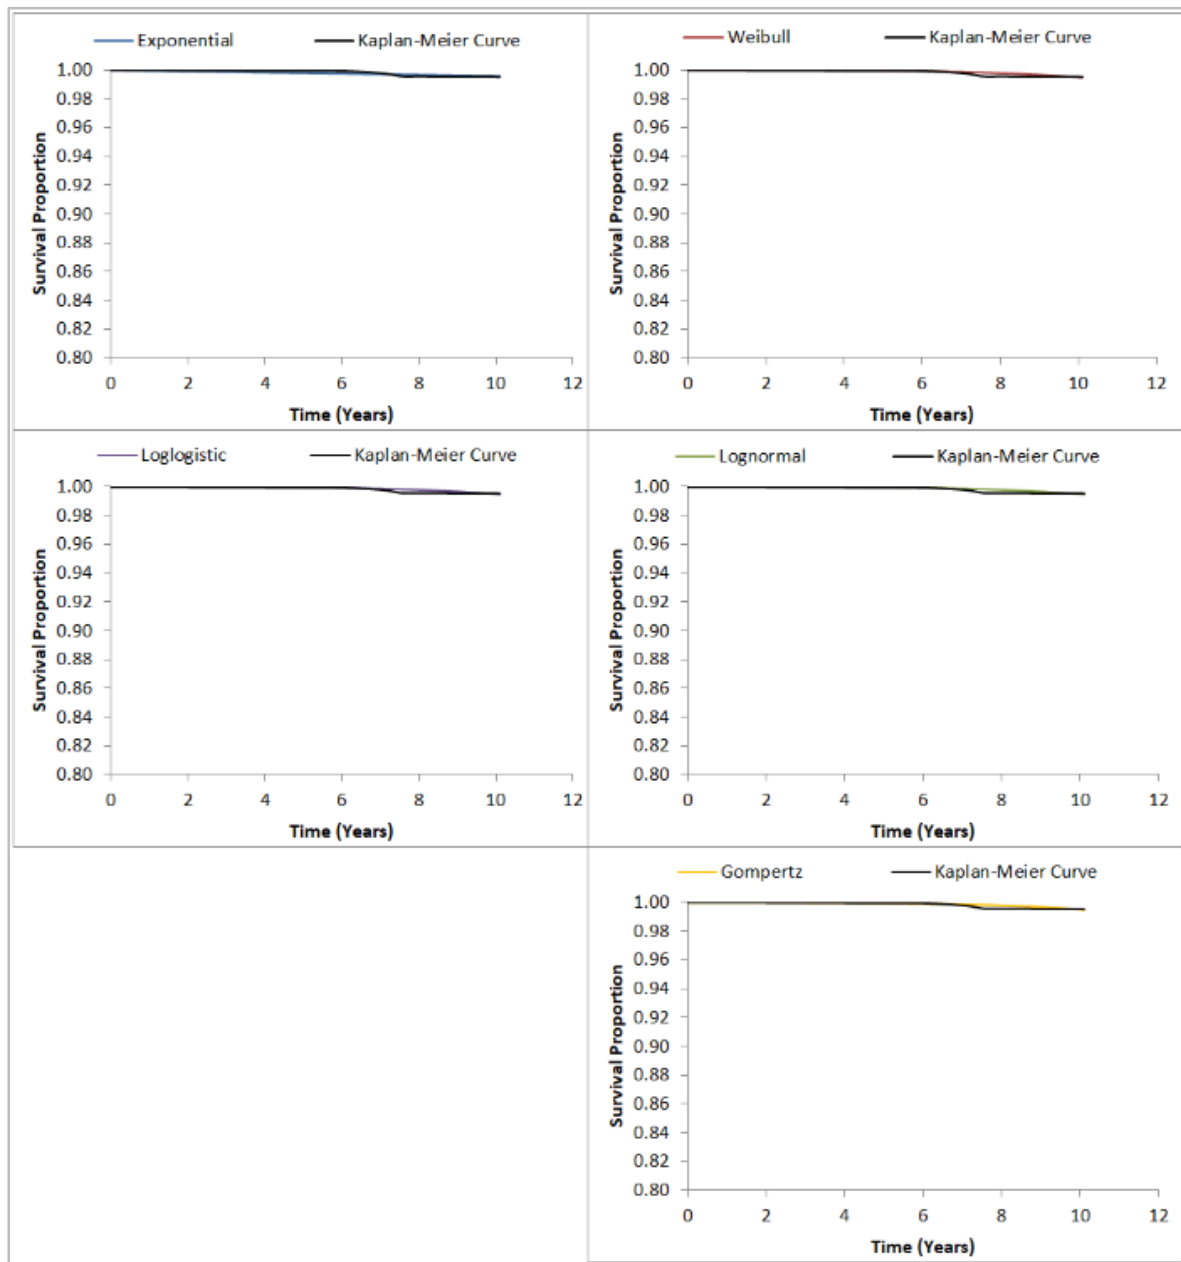 Exponential Kaplan-Meier Curve
1.00
0.98
0.96
0.94
0.92
0.90
0.88
0.86
0.84
0.82
0.80
Survival Proportion
0 2 4 6 8 10 12
Time (Years)
Weibull Kaplan-Meier Curve
1.00
0.98
0.96
0.94
0.92
0.90
0.88
0.86
0.84
0.82
0.80
Survival Proportion
0 2 4 6 8 10 12
Time (Years)
Loglogistic Kaplan-Meier Curve
1.00
0.98
0.96
0.94
0.92
0.90
0.88
0.86
0.84
0.82
0.80
Survival Proportion
0 2 4 6 8 10 12
Time (Years)
Lognormal Kaplan-Meier Curve
1.00
0.98
0.96
0.94
0.92
0.90
0.88
0.86
0.84
0.82
0.80
Survival Proportion
0 2 4 6 8 10 12
Time (Years)
Gompertz Kaplan-Meier Curve
1.00
0.98
0.96
0.94
0.92
0.90
0.88
0.86
0.84
0.82
0.80
Survival Proportion
0 2 4 6 8 10 12
Time (Years)